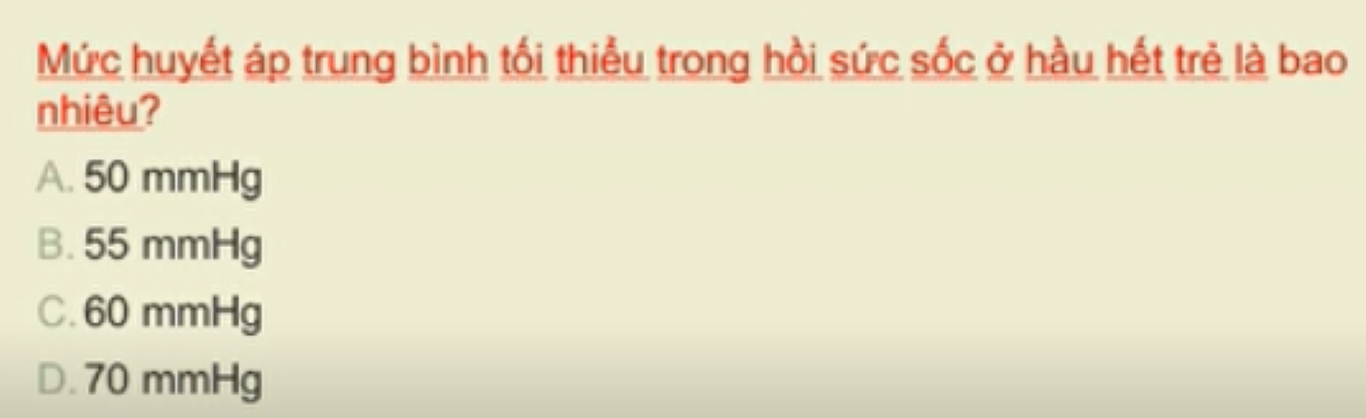 Mức huyết áp trung bình tối thiểu trong hồi sức sốc ở hầu hết trẻ là bao
nhiêu?
A. 50 mmHg
B. 55 mmHg
C. 60 mmHg
D. 70 mmHg